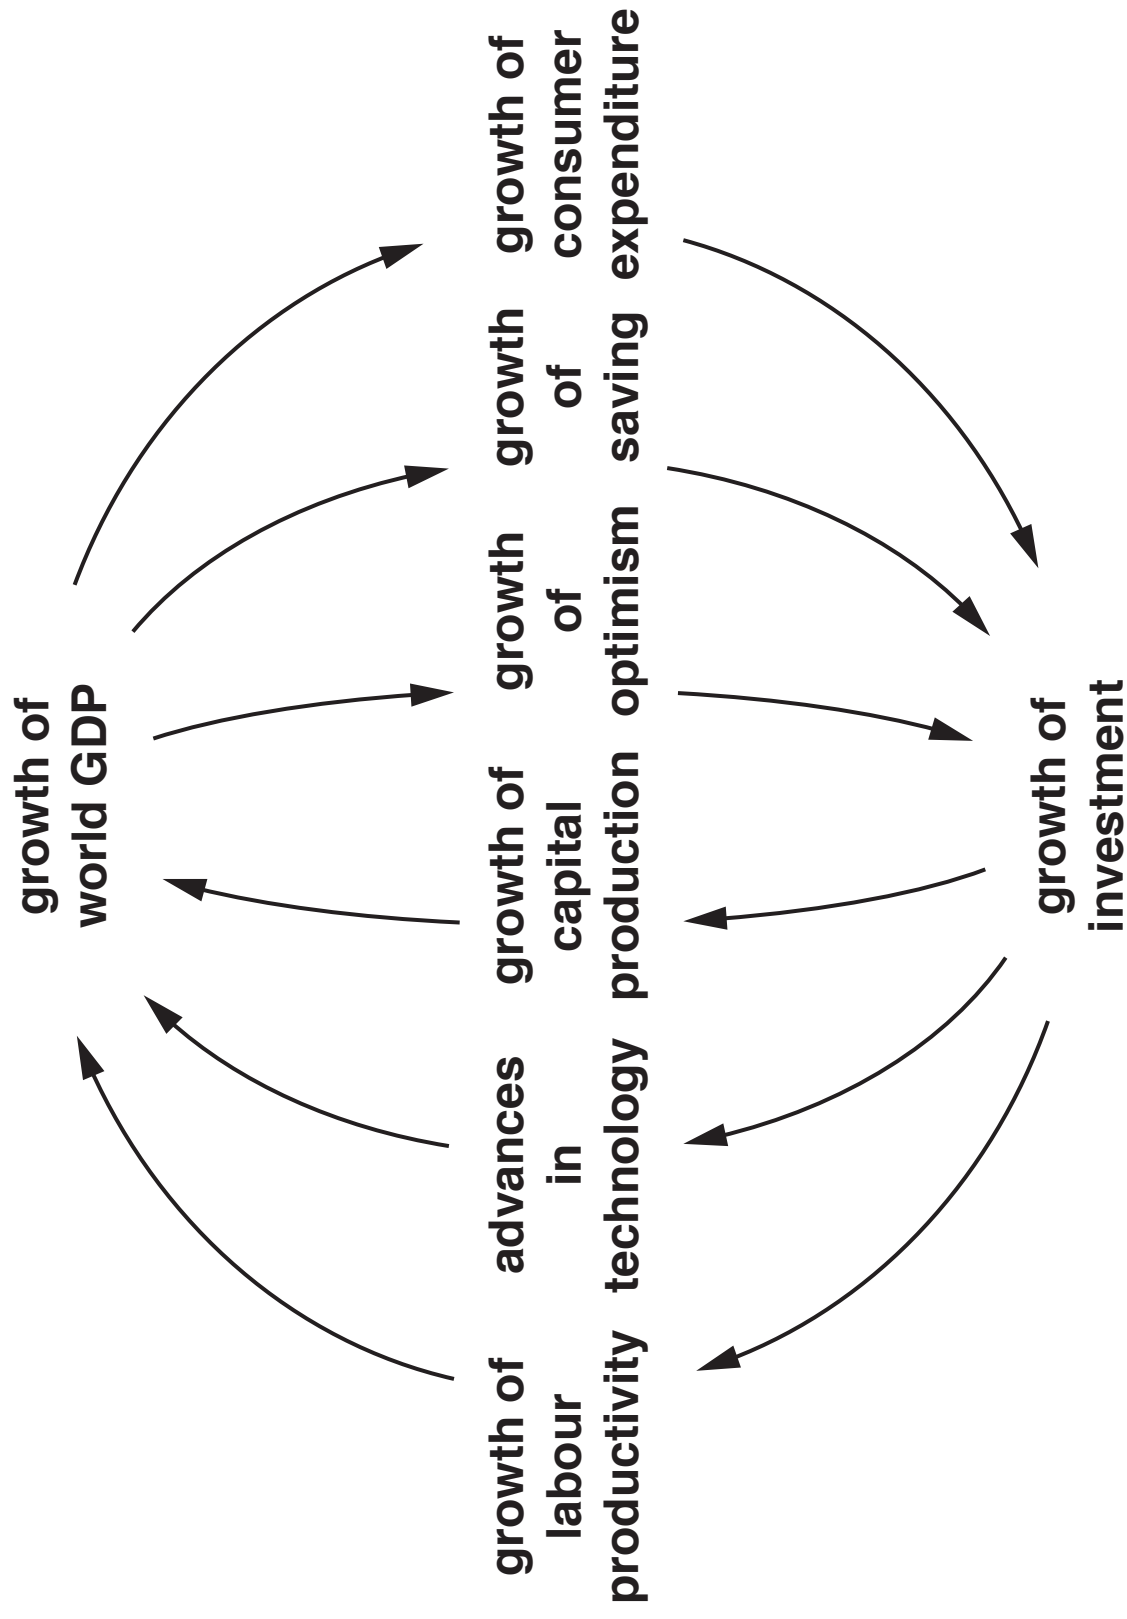 growth of
world GDP
growth of
labour
productivity
advances
in
technology
growth of
capital
production
growth
of
optimism
growth
of
saving
growth of
consumer
expenditure
growth of
investment